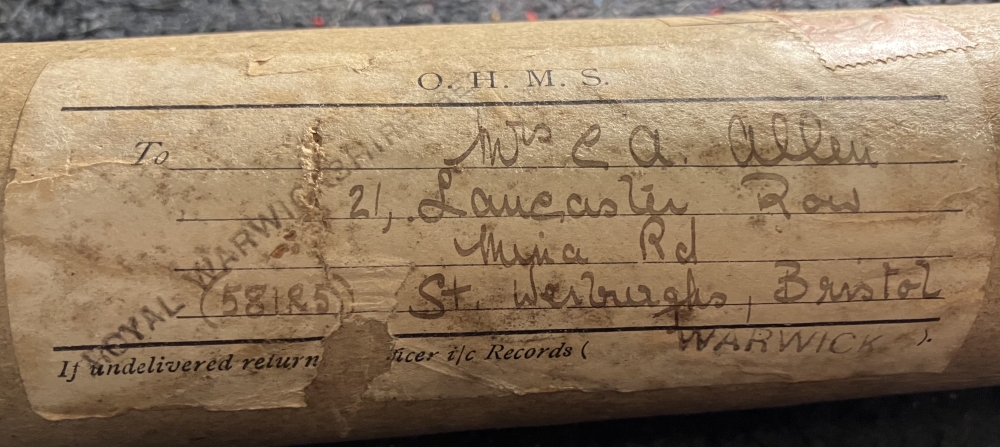 O. H. M. S.
To Mrs C A. Allen
21, Lancaster Row
Mina Rd
(58185) St. Werburghs, Bristol
If undelivered return ficer i/c Records ( WARWICK ).
ROYAL WARWICKSHIRE